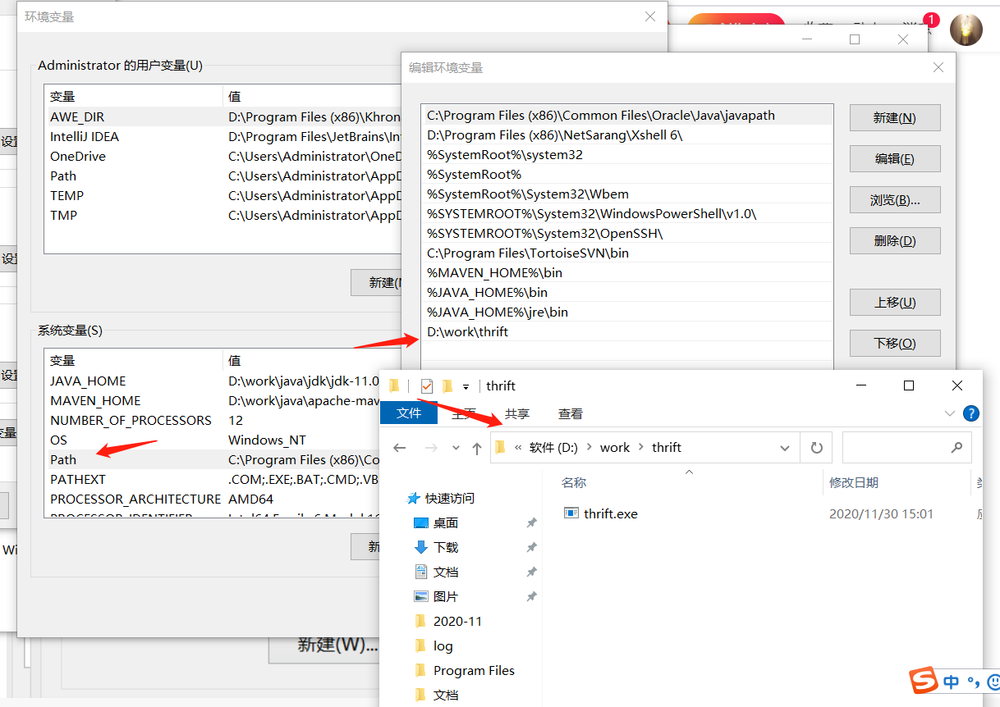 环境变量
1
Administrator 的用户变量(U)
变量 值
AWE_DIR D:\Program Files (x86)\Khron
IntelliJ IDEA D:\Program Files\JetBrains\Int
OneDrive C:\Users\Administrator\OneD
Path C:\Users\Administrator\AppD
TEMP C:\Users\Administrator\AppD
TMP C:\Users\Administrator\AppD
新建(N
系统变量(S)
变量 值
JAVA_HOME D:\work\java\jdk\jdk-11.0
MAVEN_HOME D:\work\java\apache-mav
NUMBER_OF_PROCESSORS 12
OS Windows_NT
Path C:\Program Files (x86)\Co
PATHEXT .COM;.EXE;.BAT;.CMD;.VB
PROCESSOR_ARCHITECTURE AMD64
新
新建(W)...
设置
设置
设置
变量
Wi
编辑环境变量
C:\Program Files (x86)\Common Files\Oracle\Java\javapath
D:\Program Files (x86)\NetSarang\Xshell 6\
%SystemRoot%\system32
%SystemRoot%
%SystemRoot%\System32\Wbem
%SYSTEMROOT%\System32\WindowsPowerShell\v1.0\
%SYSTEMROOT%\System32\OpenSSH\
C:\Program Files\TortoiseSVN\bin
%MAVEN_HOME%\bin
%JAVA_HOME%\bin
%JAVA_HOME%\jre\bin
D:\work\thrift
新建(N)
编辑(E)
浏览(B)...
删除(D)
上移(U)
下移(O)
thrift
文件 主页 共享 查看
« 软件 (D:) › work › thrift
名称 修改日期
thrift.exe 2020/11/30 15:01
快速访问
桌面
下载
文档
图片
2020-11
log
Program Files
文档
中